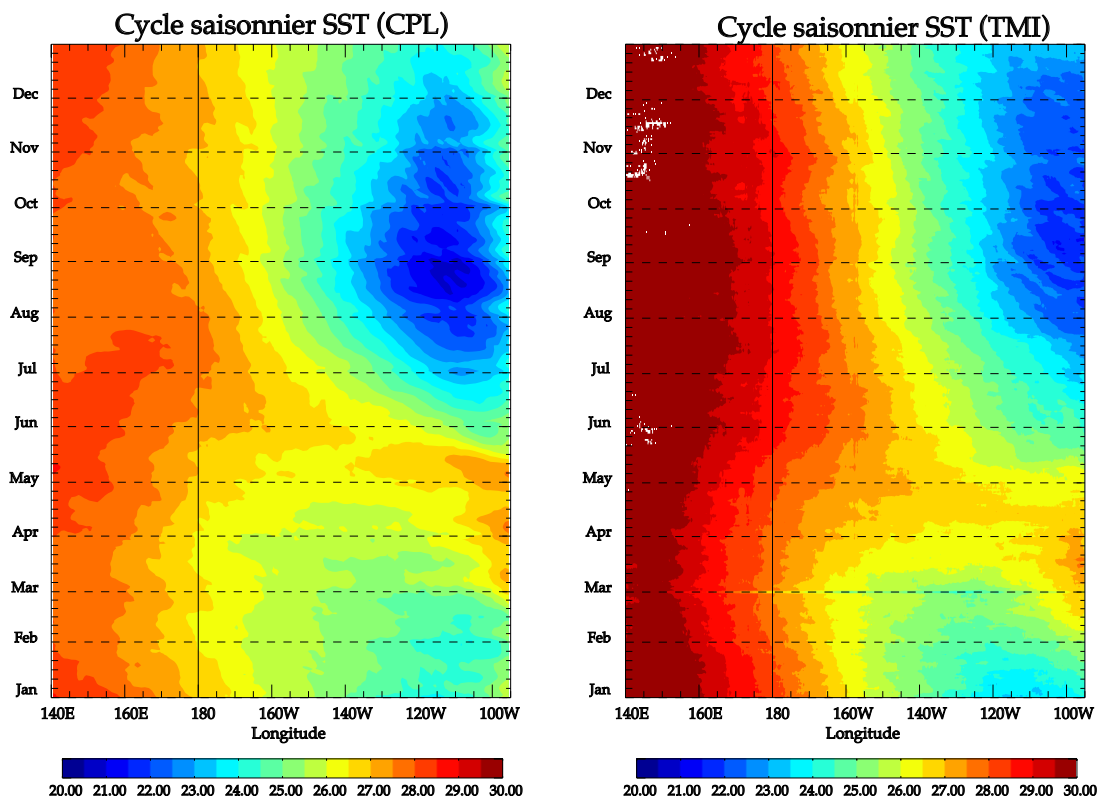 Cycle saisonnier SST (CPL)
Dec
Nov
Oct
Sep
Aug
Jul
Jun
May
Apr
Mar
Feb
Jan
140E 160E 180 160W 140W 120W 100W
Longitude
20.00 21.00 22.00 23.00 24.00 25.00 26.00 27.00 28.00 29.00 30.00
Cycle saisonnier SST (TMI)
Dec
Nov
Oct
Sep
Aug
Jul
Jun
May
Apr
Mar
Feb
Jan
140E 160E 180 160W 140W 120W 100W
Longitude
20.00 21.00 22.00 23.00 24.00 25.00 26.00 27.00 28.00 29.00 30.00